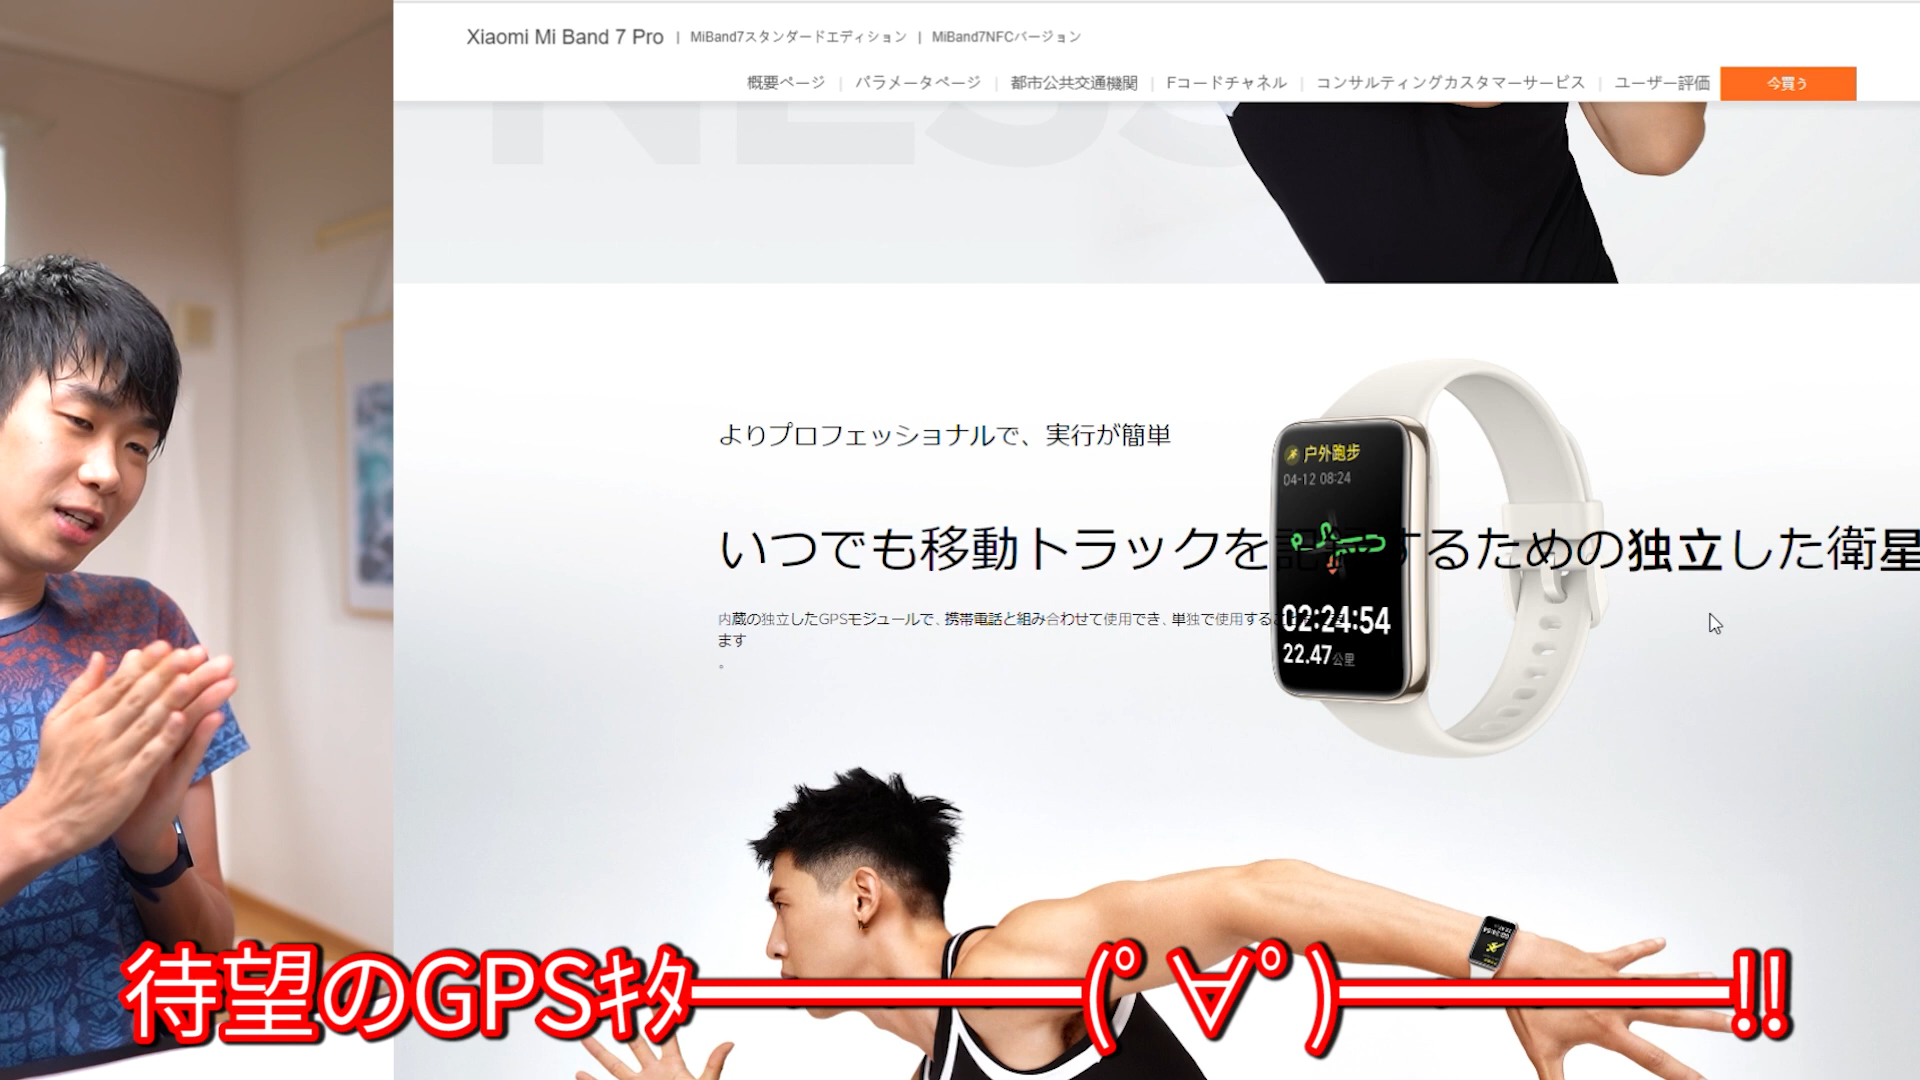 Xiaomi Mi Band 7 Pro | MiBand7スタンダードエディション | MiBand7NFCバージョン
概要ページ | パラメータページ | 都市公共交通機関 | Fコードチャネル | コンサルティングカスタマーサービス | ユーザー評価 今買う
NESS
よりプロフェッショナルで、実行が簡単
户外跑步
04-12 08:24
いつでも移動トラックを記録するための独立した衛星
内蔵の独立したGPSモジュールで、携帯電話と組み合わせて使用でき、単独で使用する
ます
。
02:24:54
22.47公里
待望のGPSｷﾀ━━━━━━(ﾟ∀ﾟ)━━━━━━!!